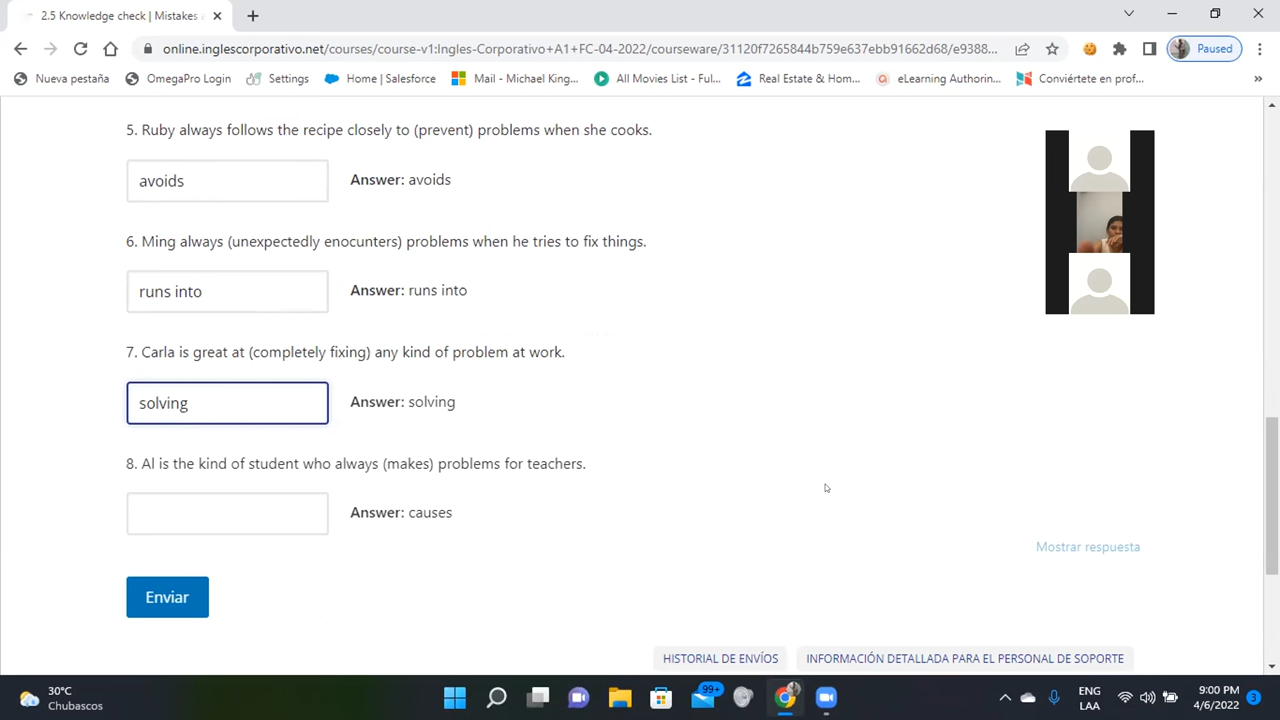 2.5 Knowledge check | Mistakes
online.inglescorporativo.net/courses/course-v1:Ingles-Corporativo+A1+FC-04-2022/courseware/31120f7265844b759e637ebb91662d68/e9388...
Paused
Nueva pestaña
OmegaPro Login
Settings
Home | Salesforce
Mail - Michael King...
All Movies List - Ful...
Real Estate & Hom...
eLearning Authorin...
Conviértete en prof...
»
5. Ruby always follows the recipe closely to (prevent) problems when she cooks.
avoids Answer: avoids
6. Ming always (unexpectedly enocunters) problems when he tries to fix things.
runs into Answer: runs into
7. Carla is great at (completely fixing) any kind of problem at work.
solving Answer: solving
8. Al is the kind of student who always (makes) problems for teachers.
Answer: causes
Mostrar respuesta
Enviar
HISTORIAL DE ENVÍOS INFORMACIÓN DETALLADA PARA EL PERSONAL DE SOPORTE
30°C
Chubascos
99+
ENG
LAA
9:00 PM
4/6/2022
3